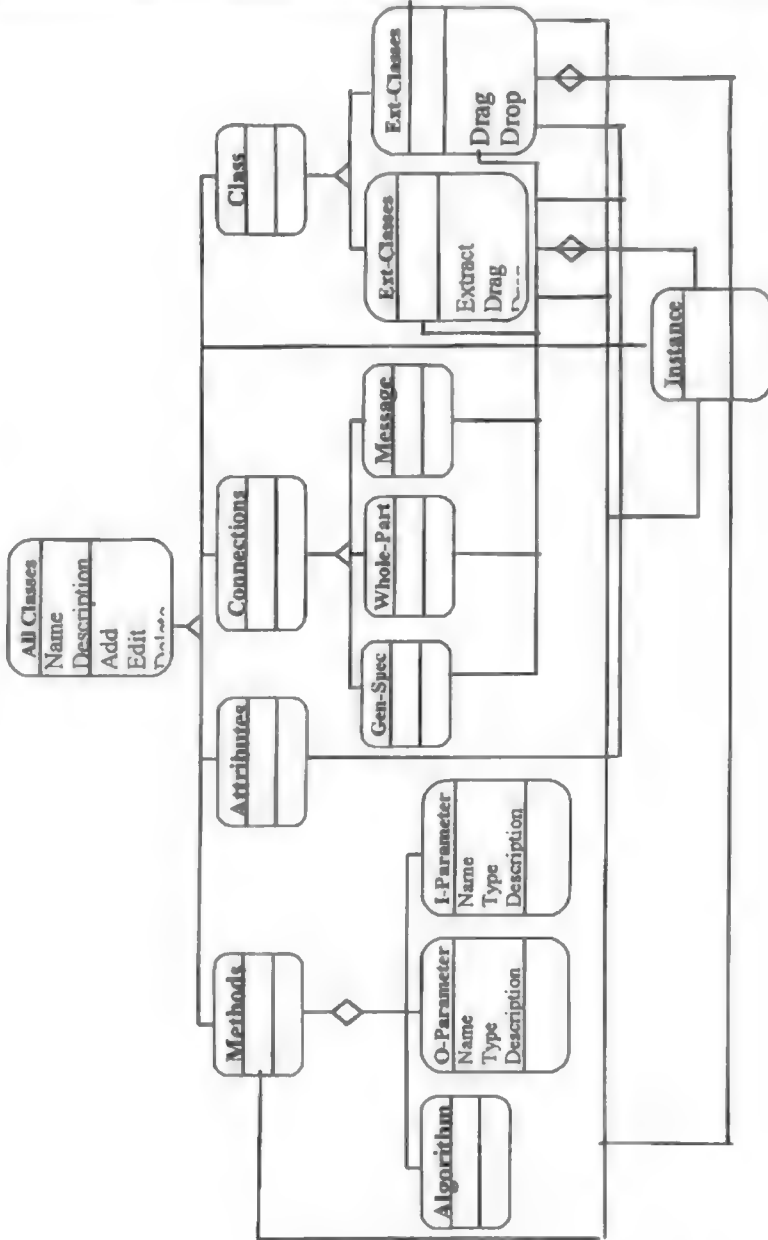 All Classes
Name
Description
Add
Edit
Methods
Attributes
Connections
Class
Algorithm
O-Parameter
Name
Type
Description
I-Parameter
Name
Type
Description
Gen-Spec
Whole-Part
Message
Ext-Classes
Extract
Drag
Ext-Classes
Drag
Drop
Instance